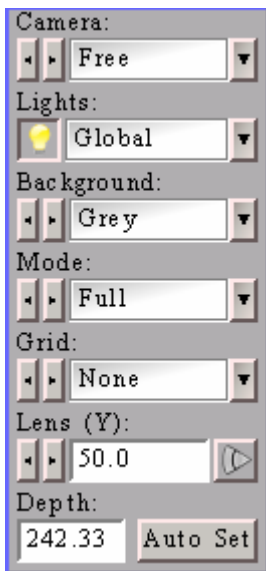 Camera:
Free
Lights:
Global
Background:
Grey
Mode:
Full
Grid:
None
Lens (Y):
50.0
Depth:
242.33 Auto Set